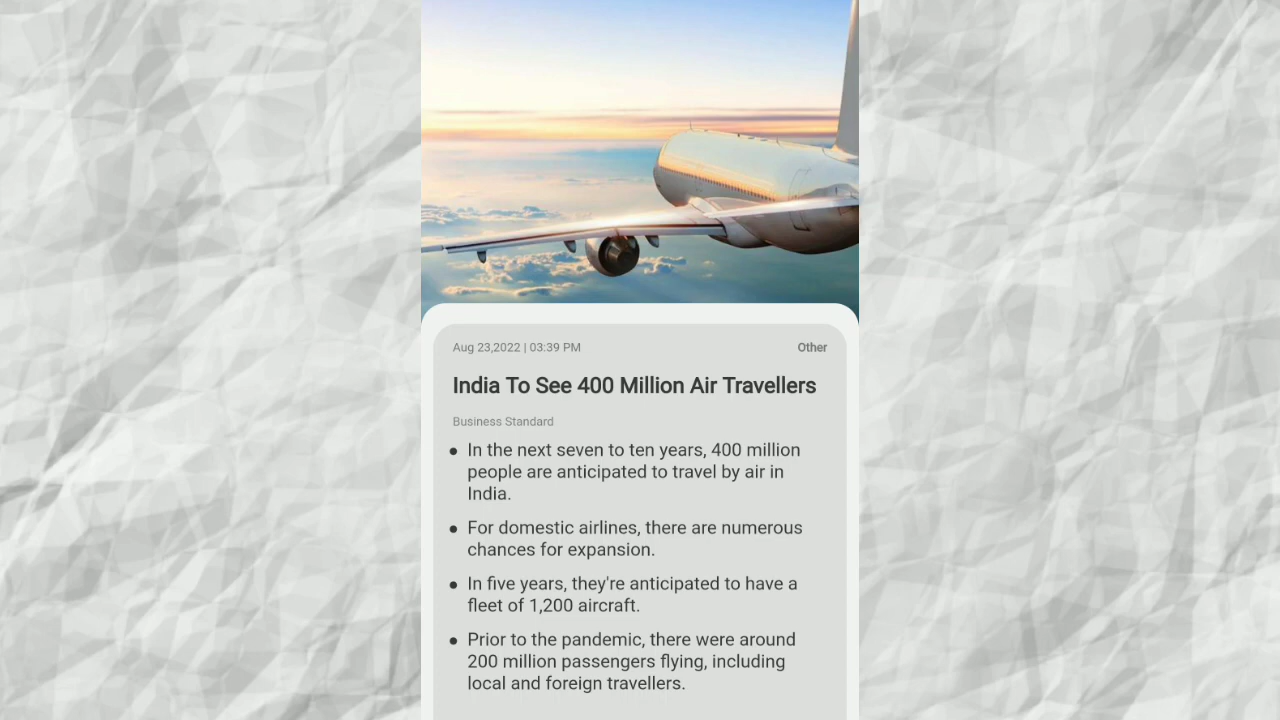 Aug 23,2022 | 03:39 PM
Other
India To See 400 Million Air Travellers
Business Standard
● In the next seven to ten years, 400 million
people are anticipated to travel by air in
India.
● For domestic airlines, there are numerous
chances for expansion.
● In five years, they're anticipated to have a
fleet of 1,200 aircraft.
● Prior to the pandemic, there were around
200 million passengers flying, including
local and foreign travellers.